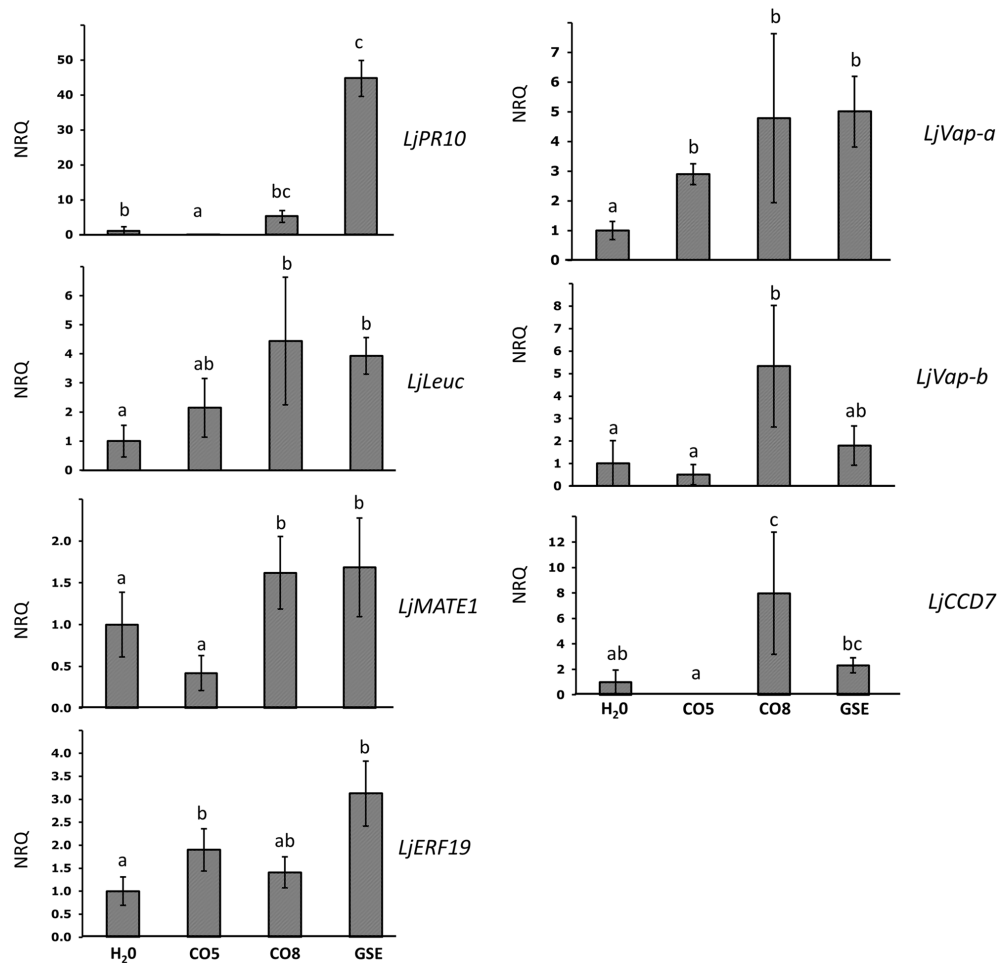 NRQ
50
40
30
20
10
0
b
a
bc
c
LjPR10
NRQ
6
5
4
3
2
1
0
a
ab
b
b
LjLeuc
NRQ
2.0
1.5
1.0
0.5
0.0
a
a
b
b
LjMATE1
NRQ
4.0
3.5
3.0
2.5
2.0
1.5
1.0
0.5
0.0
a
b
ab
b
LjERF19
H20 CO5 CO8 GSE
NRQ
7
6
5
4
3
2
1
0
a
b
b
b
LjVap-a
NRQ
8
7
6
5
4
3
2
1
0
a
a
b
ab
LjVap-b
NRQ
12
10
8
6
4
2
0
ab
a
c
bc
LjCCD7
H20 CO5 CO8 GSE